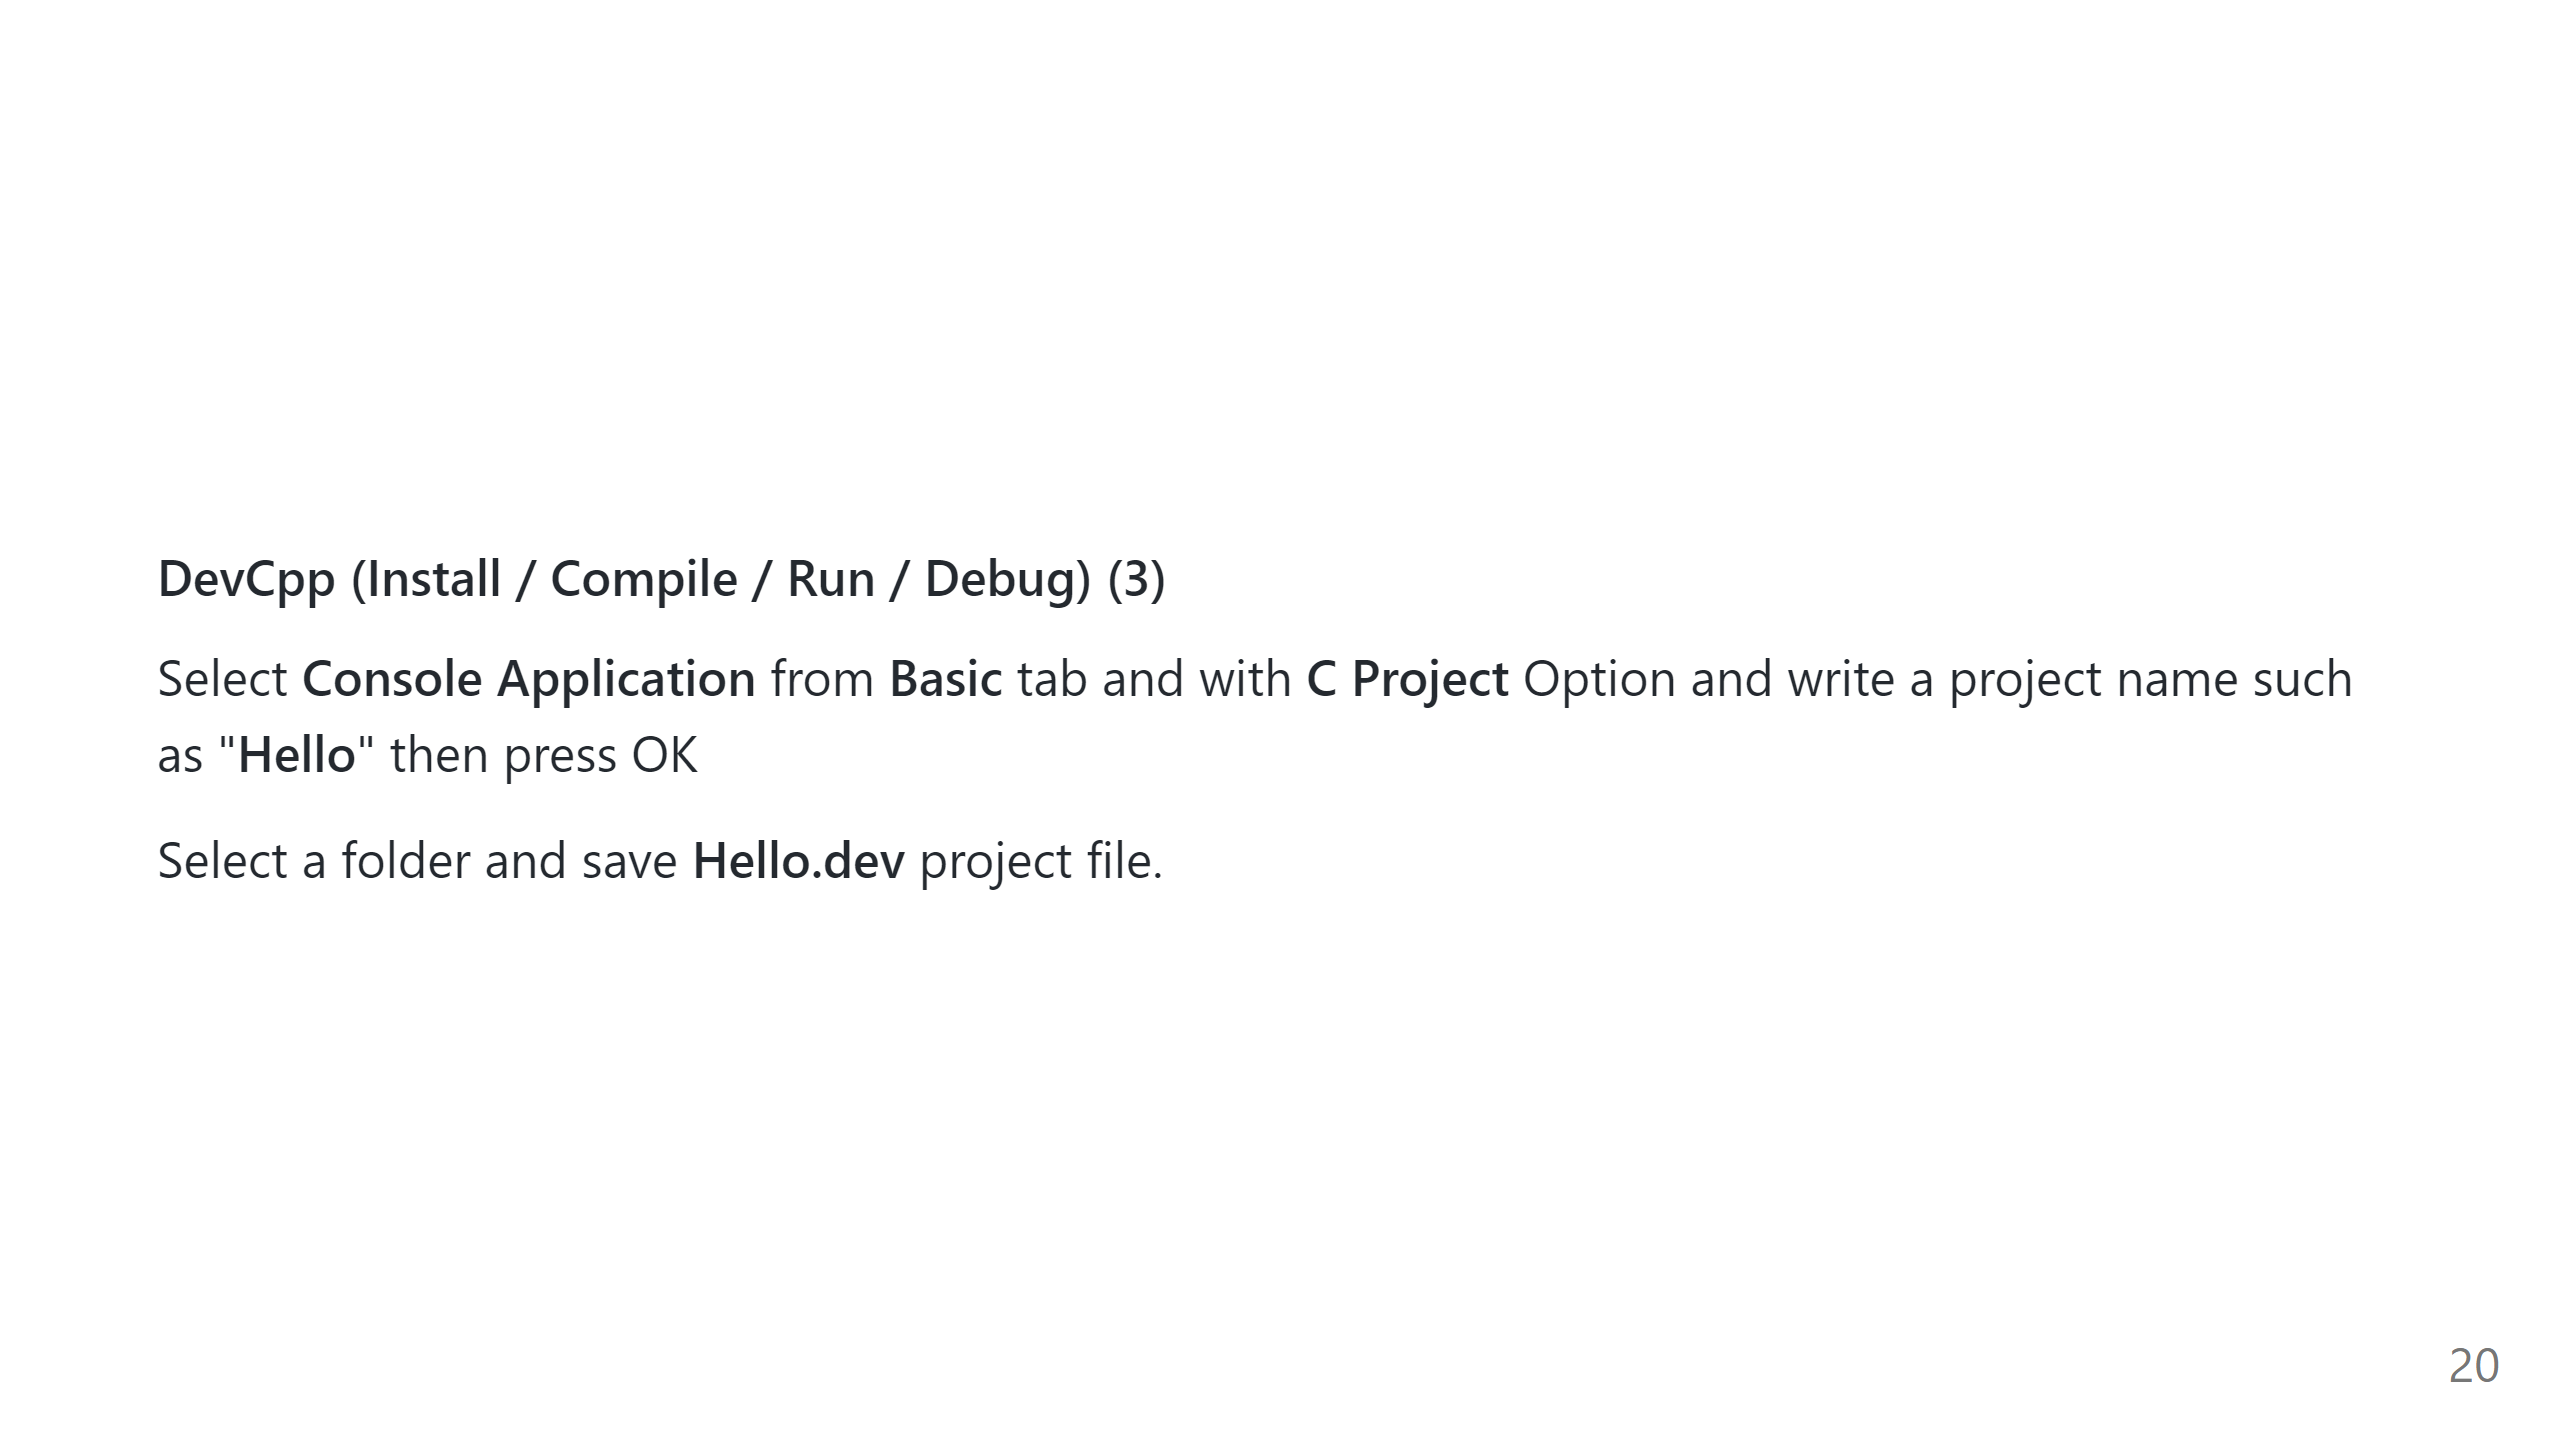 DevCpp (Install / Compile / Run / Debug) (3)
Select Console Application from Basic tab and with C Project Option and write a project name such
as "Hello" then press OK
Select a folder and save Hello.dev project file.
20